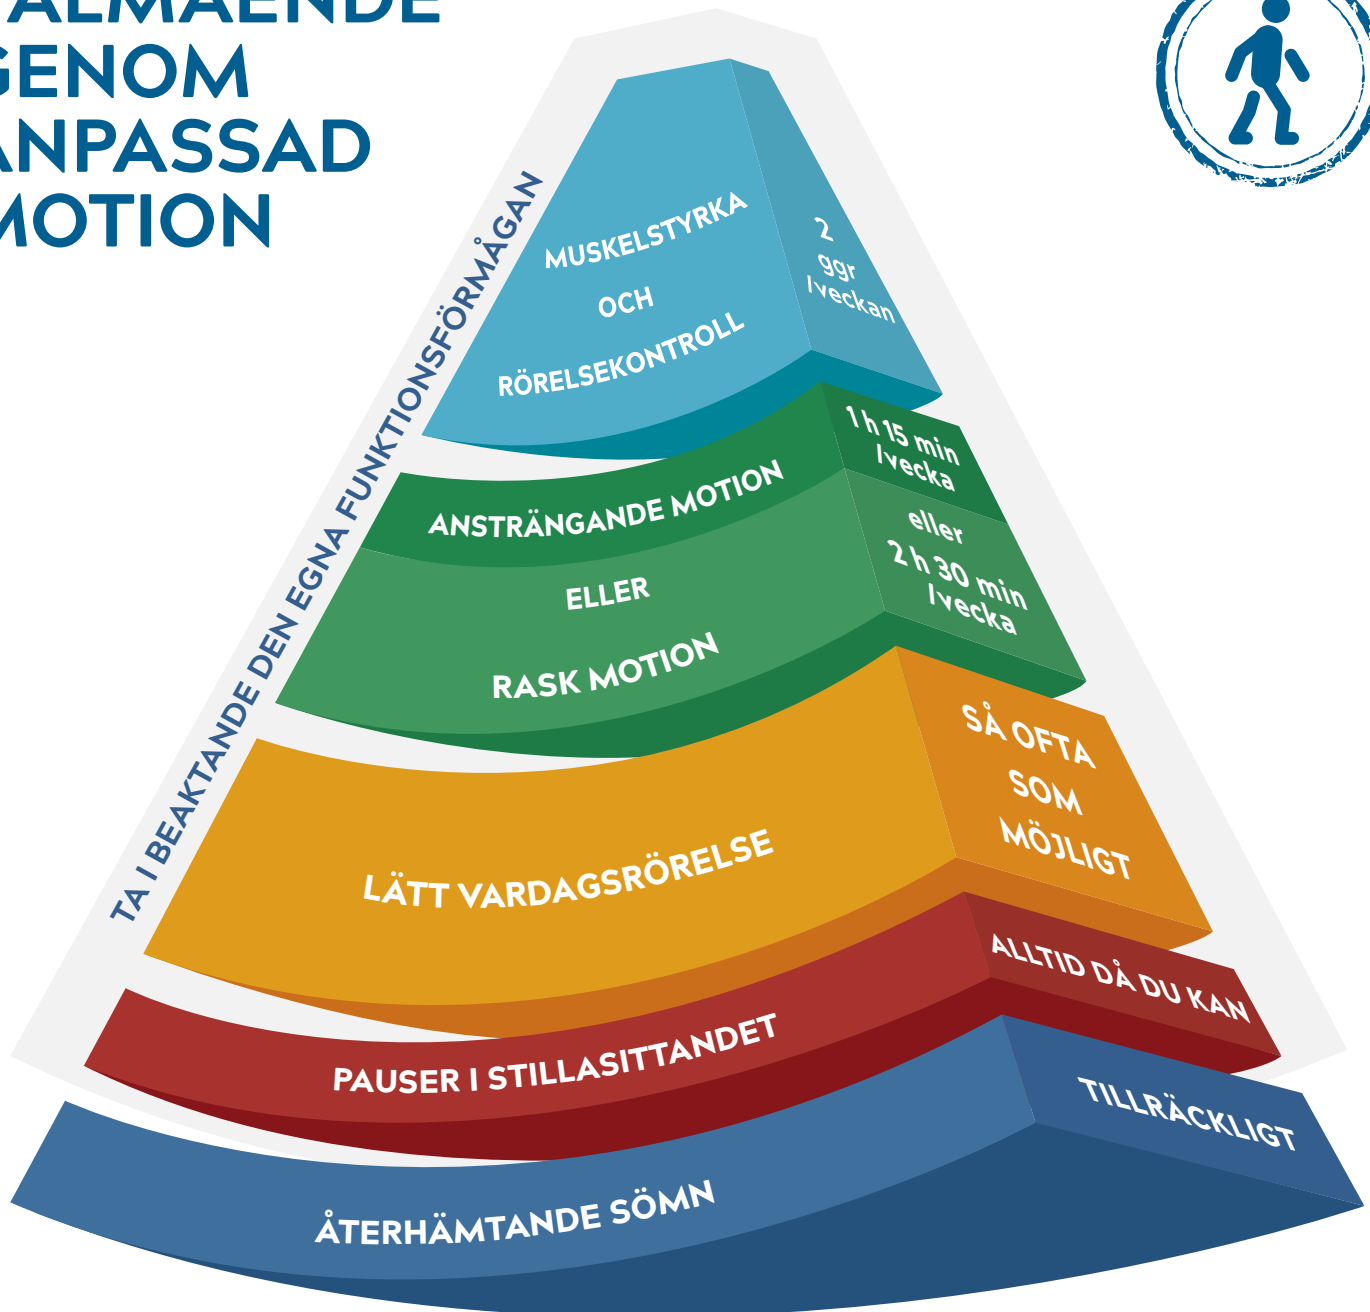 GENOM
ANPASSAD
MOTION
TA I BEAKTANDE DEN EGNA FUNKTIONSFÖRMÅGAN
MUSKELSTYRKA
OCH
RÖRELSEKONTROLL
2
ggr
/veckan
ANSTRÄNGANDE MOTION
ELLER
RASK MOTION
1 h 15 min
/vecka
eller
2 h 30 min
/vecka
LÄTT VARDAGSRÖRELSE
SÅ OFTA
SOM
MÖJLIGT
PAUSER I STILLASITTANDET
ALLTID DÅ DU KAN
ÅTERHÄMTANDE SÖMN
TILLRÄCKLIGT